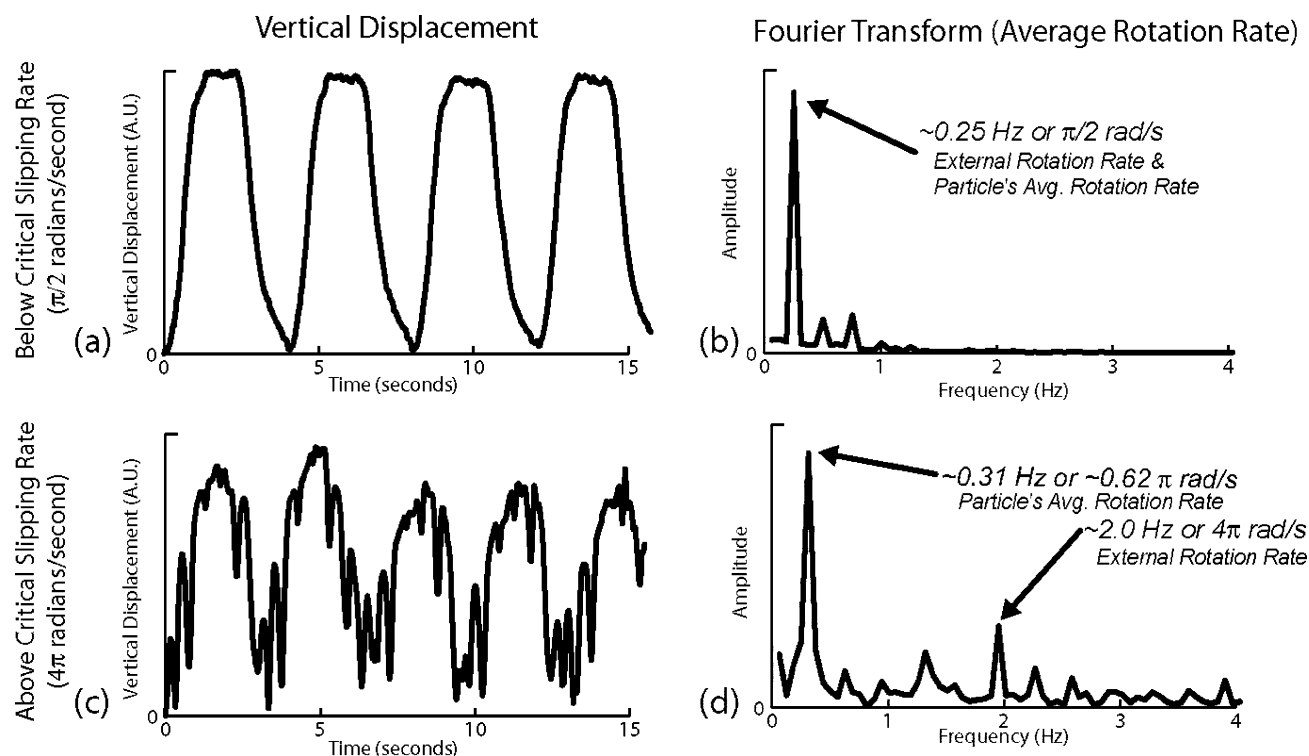 Vertical Displacement
Fourier Transform (Average Rotation Rate)
Below Critical Slipping Rate
(π/2 radians/second)
(a)
Vertical Displacement (A.U.)
0
0
5
10
15
Time (seconds)
(b)
Amplitude
~0.25 Hz or π/2 rad/s
External Rotation Rate &
Particle's Avg. Rotation Rate
0
0
1
2
3
4
Frequency (Hz)
Above Critical Slipping Rate
(4π radians/second)
(c)
Vertical Displacement (A.U.)
0
0
5
10
15
Time (seconds)
(d)
Amplitude
~0.31 Hz or ~0.62 π rad/s
Particle's Avg. Rotation Rate
~2.0 Hz or 4π rad/s
External Rotation Rate
0
0
1
2
3
4
Frequency (Hz)